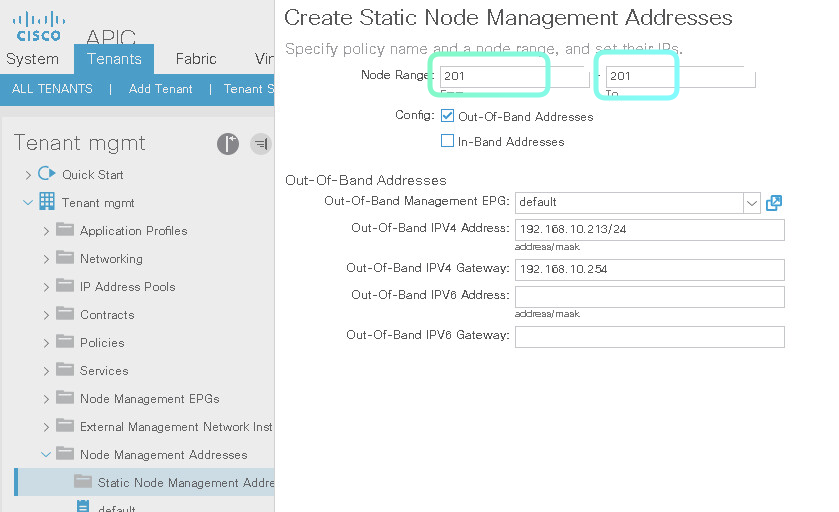 cisco
APIC
System
Tenants
Fabric
ALL TENANTS | Add Tenant | Tenant S
Tenant mgmt
Quick Start
Tenant mgmt
Application Profiles
Networking
IP Address Pools
Contracts
Policies
Services
Node Management EPGs
External Management Network Inst
Node Management Addresses
Static Node Management Addre
default
Create Static Node Management Addresses
Specify policy name and a node range, and set their IPs.
Node Range: 201 - 201
To
Config: Out-Of-Band Addresses
In-Band Addresses
Out-Of-Band Addresses
Out-Of-Band Management EPG: default
Out-Of-Band IPV4 Address: 192.168.10.213/24
address/mask
Out-Of-Band IPV4 Gateway: 192.168.10.254
Out-Of-Band IPV6 Address:
address/mask
Out-Of-Band IPV6 Gateway: